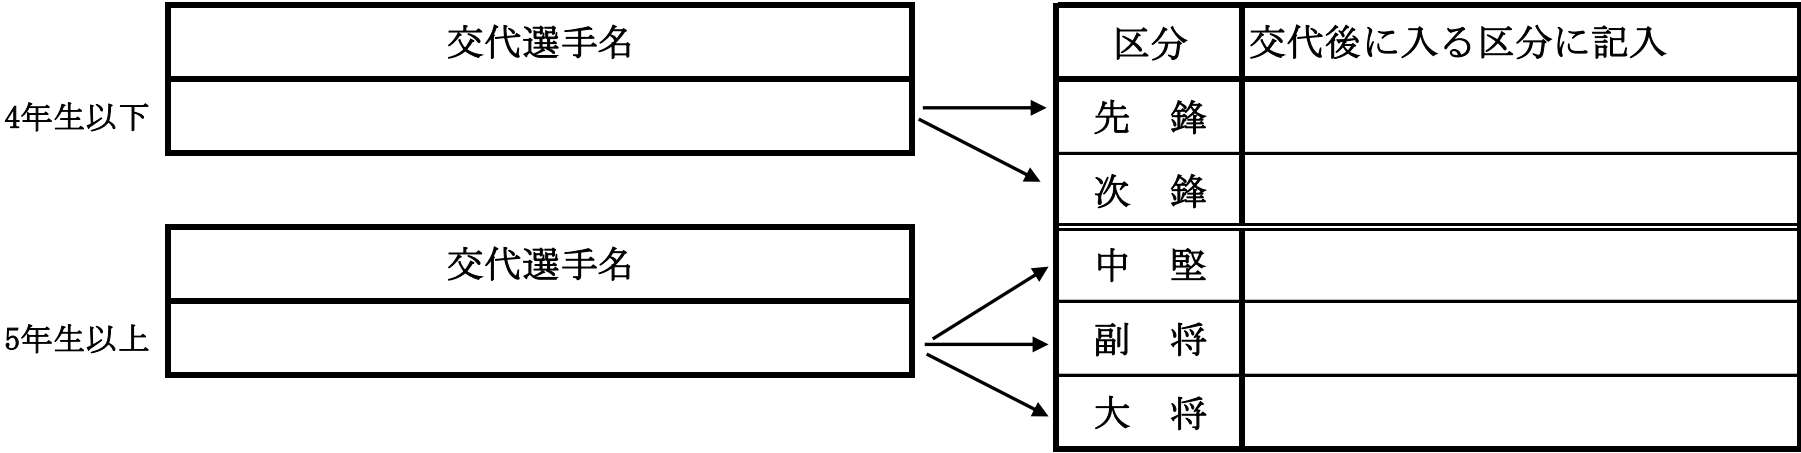 交代選手名
4年生以下
交代選手名
5年生以上
区分 交代後に入る区分に記入
先　鋒
次　鋒
中　堅
副　将
大　将